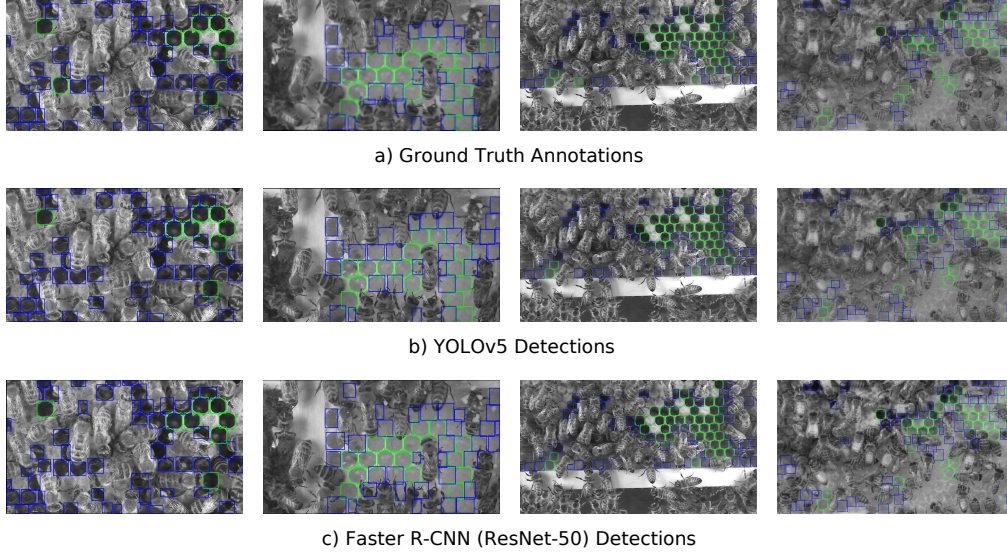 a) Ground Truth Annotations
b) YOLOv5 Detections
c) Faster R-CNN (ResNet-50) Detections